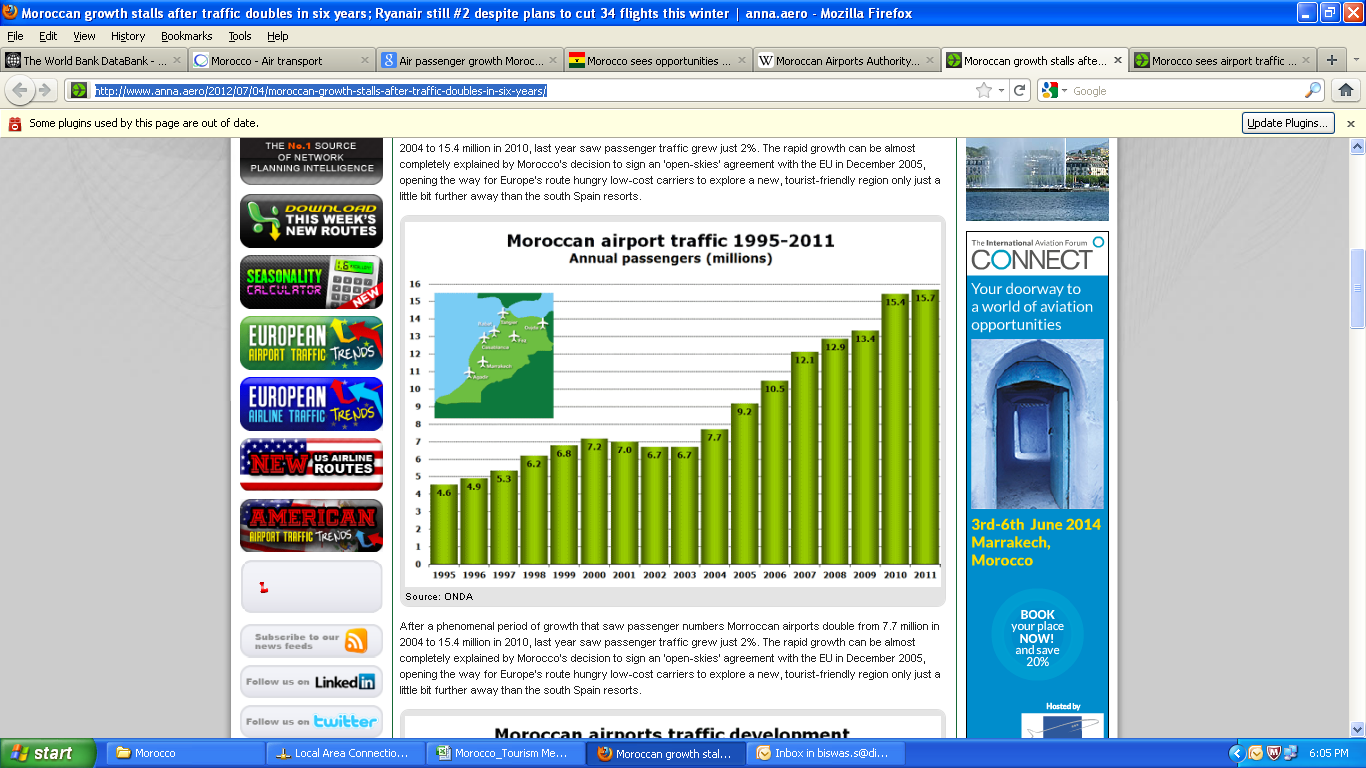 Moroccan growth stalls after traffic doubles in six years; Ryanair still #2 despite plans to cut 34 flights this winter | anna.aero - Mozilla Firefox
File Edit View History Bookmarks Tools Help
The World Bank DataBank - ...
Morocco - Air transport
Air passenger growth Moroc...
Morocco sees opportunities ...
Moroccan Airports Authority...
Moroccan growth stalls afte...
Morocco sees airport traffic ...
http://www.anna.aero/2012/07/04/moroccan-growth-stalls-after-traffic-doubles-in-six-years/
Google
Some plugins used by this page are out of date.
Update Plugins...
THE No.1 SOURCE
OF NETWORK
PLANNING INTELLIGENCE
DOWNLOAD
THIS WEEK'S
NEW ROUTES
SEASONALITY
CALCULATOR
NEW
EUROPEAN
AIRPORT TRAFFIC TRENDS
EUROPEAN
AIRLINE TRAFFIC TRENDS
NEW US AIRLINE
ROUTES
AMERICAN
AIRPORT TRAFFIC TRENDS
Subscribe to our
news feeds
Follow us on LinkedIn
Follow us on twitter
2004 to 15.4 million in 2010, last year saw passenger traffic grew just 2%. The rapid growth can be almost
completely explained by Morocco's decision to sign an 'open-skies' agreement with the EU in December 2005,
opening the way for Europe's route hungry low-cost carriers to explore a new, tourist-friendly region only just a
little bit further away than the south Spain resorts.
Moroccan airport traffic 1995-2011
Annual passengers (millions)
16
15
14
13
12
11
10
9
8
7
6
5
4
3
2
1
0
Rabat
Tangier
Oujda
Fez
Casablanca
Marrakech
Agadir
4.6 4.9 5.3 6.2 6.8 7.2 7.0 6.7 6.7 7.7 9.2 10.5 12.1 12.9 13.4 15.4 15.7
1995 1996 1997 1998 1999 2000 2001 2002 2003 2004 2005 2006 2007 2008 2009 2010 2011
Source: ONDA
After a phenomenal period of growth that saw passenger numbers Morroccan airports double from 7.7 million in
2004 to 15.4 million in 2010, last year saw passenger traffic grew just 2%. The rapid growth can be almost
completely explained by Morocco's decision to sign an 'open-skies' agreement with the EU in December 2005,
opening the way for Europe's route hungry low-cost carriers to explore a new, tourist-friendly region only just a
little bit further away than the south Spain resorts.
Moroccan airports traffic development
The International Aviation Forum
CONNECT
Your doorway to
a world of aviation
opportunities
3rd-6th June 2014
Marrakech,
Morocco
BOOK
your place
NOW!
and save
20%
Hosted by
start
Morocco
Local Area Connectio...
Morocco_Tourism Me...
Moroccan growth stal...
Inbox in biswas.s@di...
6:05 PM